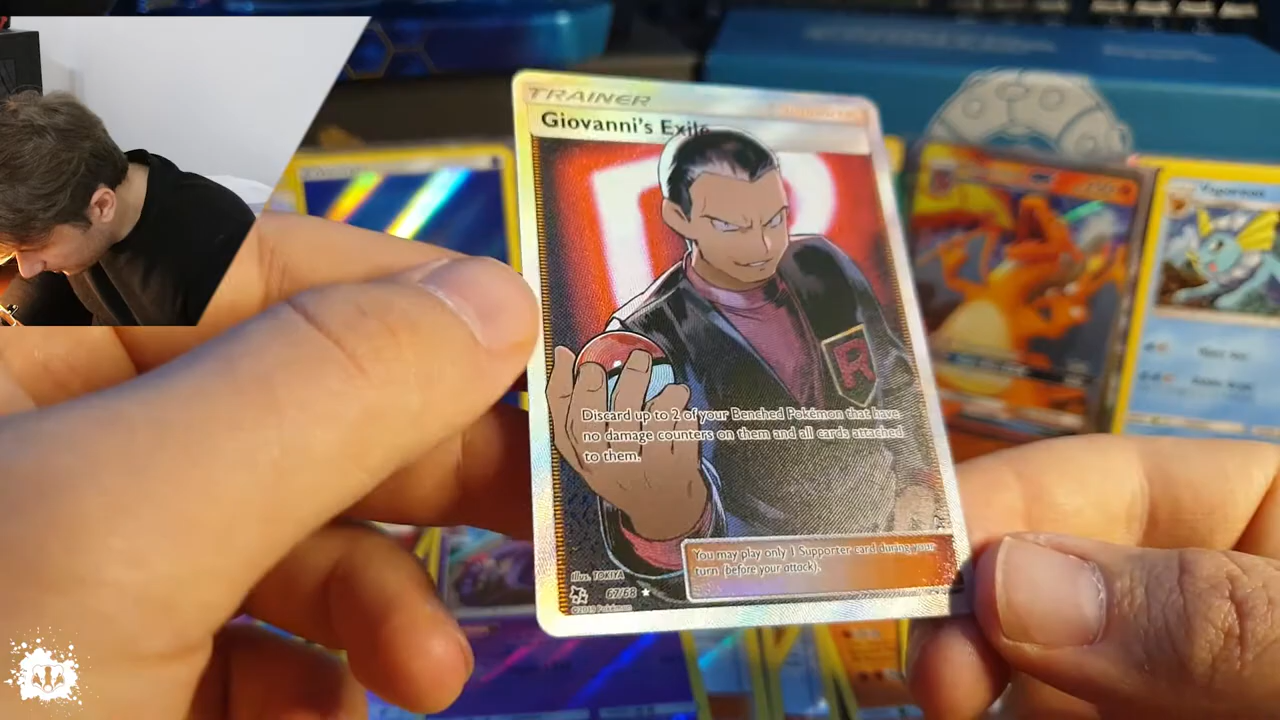 TRAINER
Giovanni's Exile
R
Discard up to 2 of your Benched Pokémon that have
no damage counters on them and all cards attached
to them.
You may play only 1 Supporter card during your
turn (before your attack).
Illus. TOKIYA
67/68
©2019 Pokémon